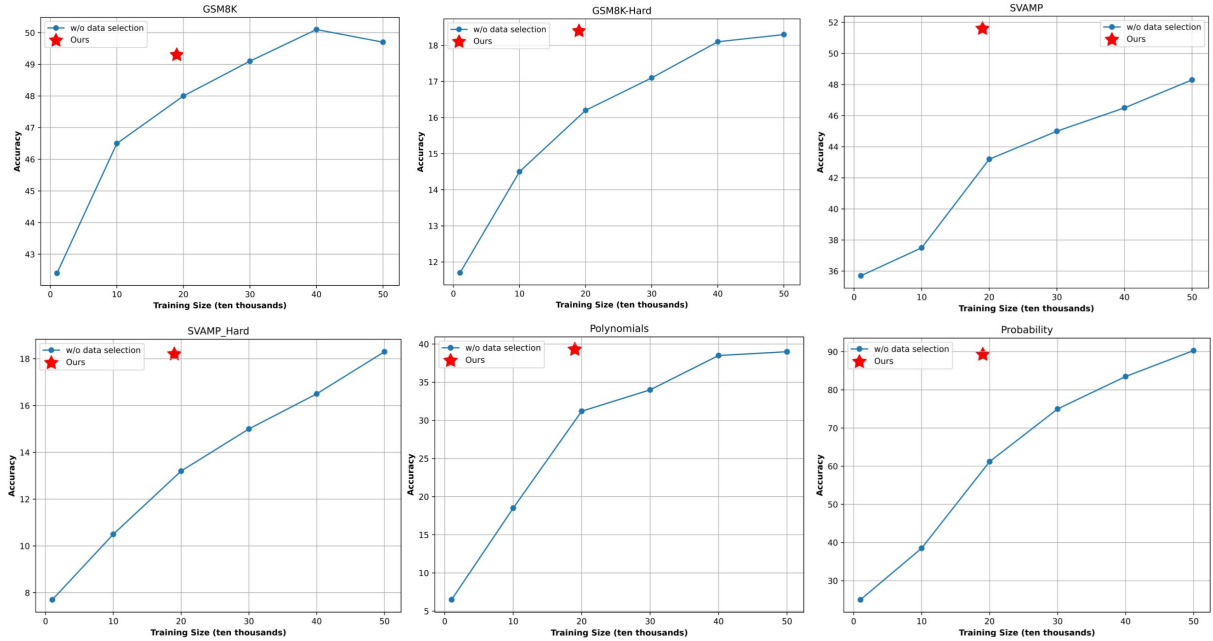 GSM8K
w/o data selection
Ours
50
49
48
47
46
45
44
43
Accuracy
0 10 20 30 40 50
Training Size (ten thousands)
GSM8K-Hard
w/o data selection
Ours
18
17
16
15
14
13
12
Accuracy
0 10 20 30 40 50
Training Size (ten thousands)
SVAMP
w/o data selection
Ours
52
50
48
46
44
42
40
38
36
Accuracy
0 10 20 30 40 50
Training Size (ten thousands)
SVAMP_Hard
w/o data selection
Ours
18
16
14
12
10
8
Accuracy
0 10 20 30 40 50
Training Size (ten thousands)
Polynomials
w/o data selection
Ours
40
35
30
25
20
15
10
5
Accuracy
0 10 20 30 40 50
Training Size (ten thousands)
Probability
w/o data selection
Ours
90
80
70
60
50
40
30
Accuracy
0 10 20 30 40 50
Training Size (ten thousands)